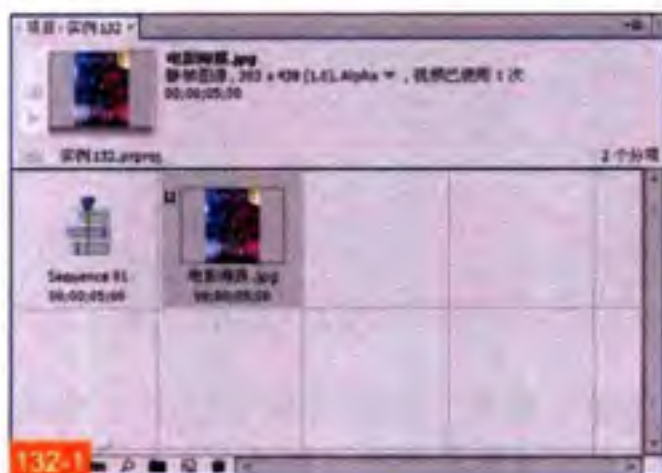 项目: 实例132
电影海报.jpg
静帧图像, 303 x 430 (1.0), Alpha , 视频已使用 1 次
00;00;05;00
实例132.prproj
2 个分项
Sequence 01
00;00;05;00
电影海报.jpg
00;00;05;00
132-1